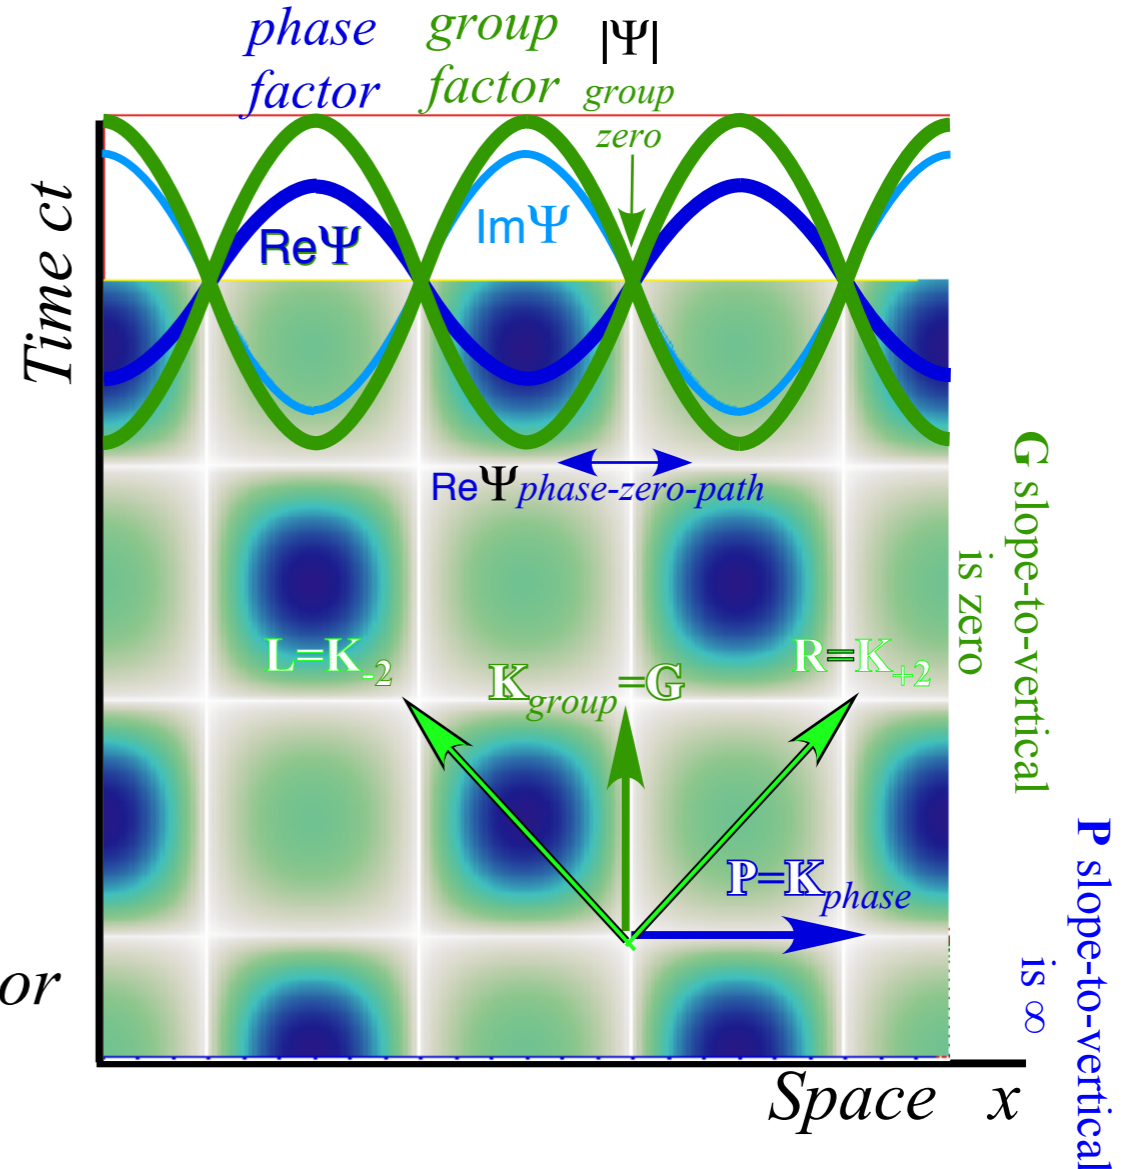 phase
factor
group
factor
|Ψ|
group
zero
Time ct
ReΨ
ImΨ
ReΨphase-zero-path
G slope-to-vertical
is zero
L=K-2
Kgroup=G
R=K+2
P=Kphase
P slope-to-vertical
is ∞
or
Space x